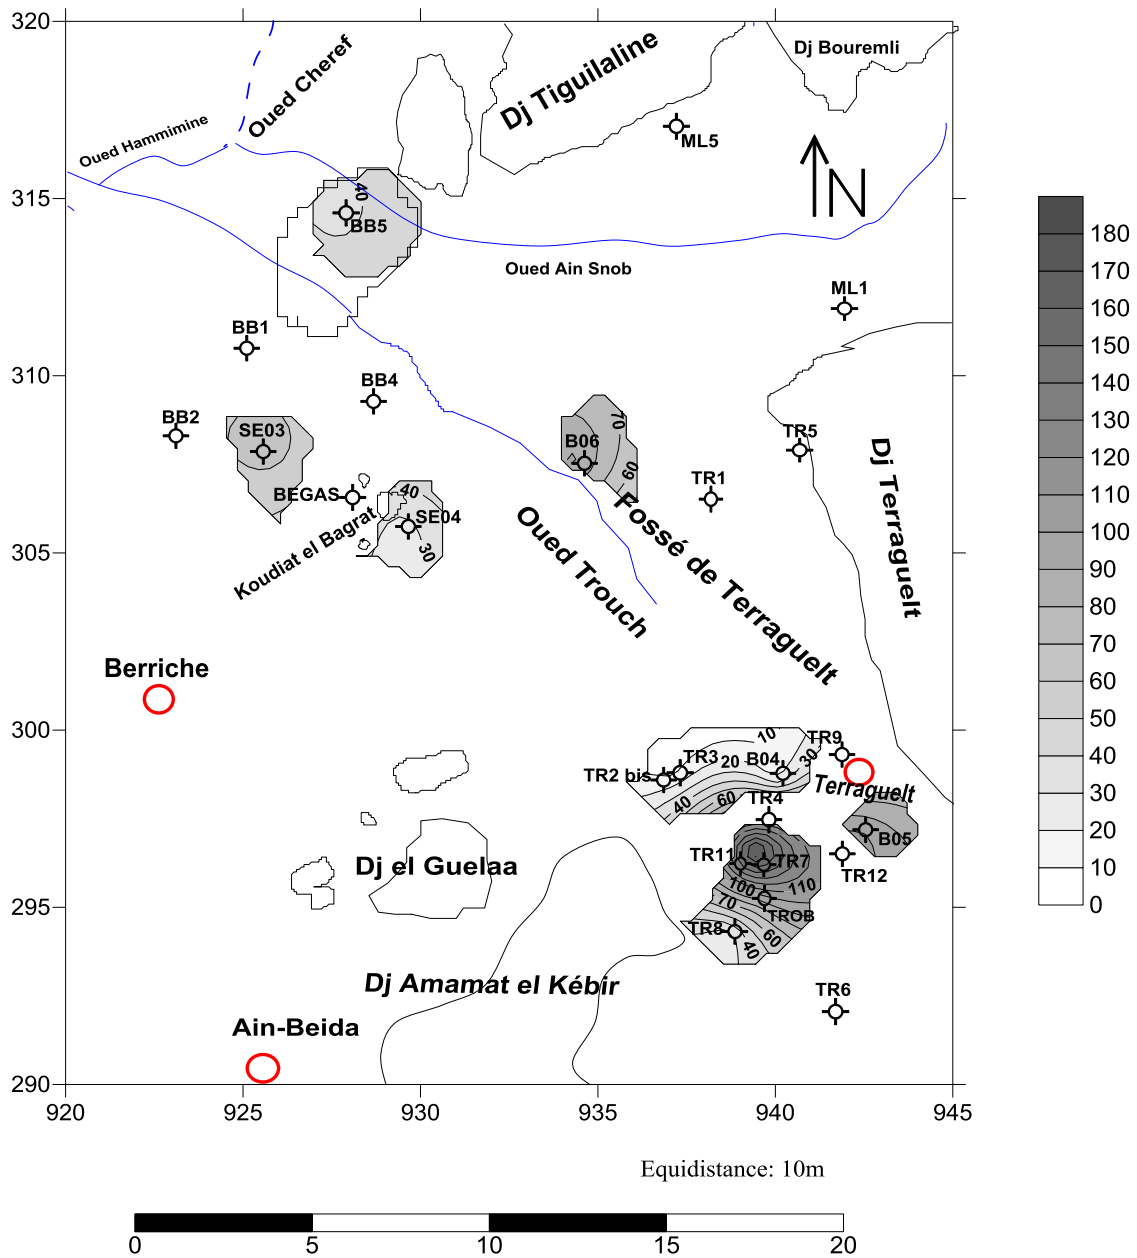 320
Oued Cheref
Dj Tiguilaline
Dj Bouremli
Oued Hammimine
ML5
N
315
40
BB5
Oued Ain Snob
180
170
160
150
140
130
120
110
100
90
80
70
60
50
40
30
20
10
0
ML1
BB1
310
BB4
BB2
SE03
B06
70
60
TR5
Dj Terraguelt
TR1
BEGAS
40
SE04
30
Koudiat el Bagrat
305
Oued Trouch
Fossé de Terraguelt
Berriche
300
TR9
10
TR3
20
B04
30
TR2 bis
40
60
Terraguelt
TR4
B05
TR11
TR7
TR12
Dj el Guelaa
100
110
295
70
TROB
TR8
60
40
Dj Amamat el Kébir
TR6
Ain-Beida
290
920
925
930
935
940
945
Equidistance: 10m
0
5
10
15
20